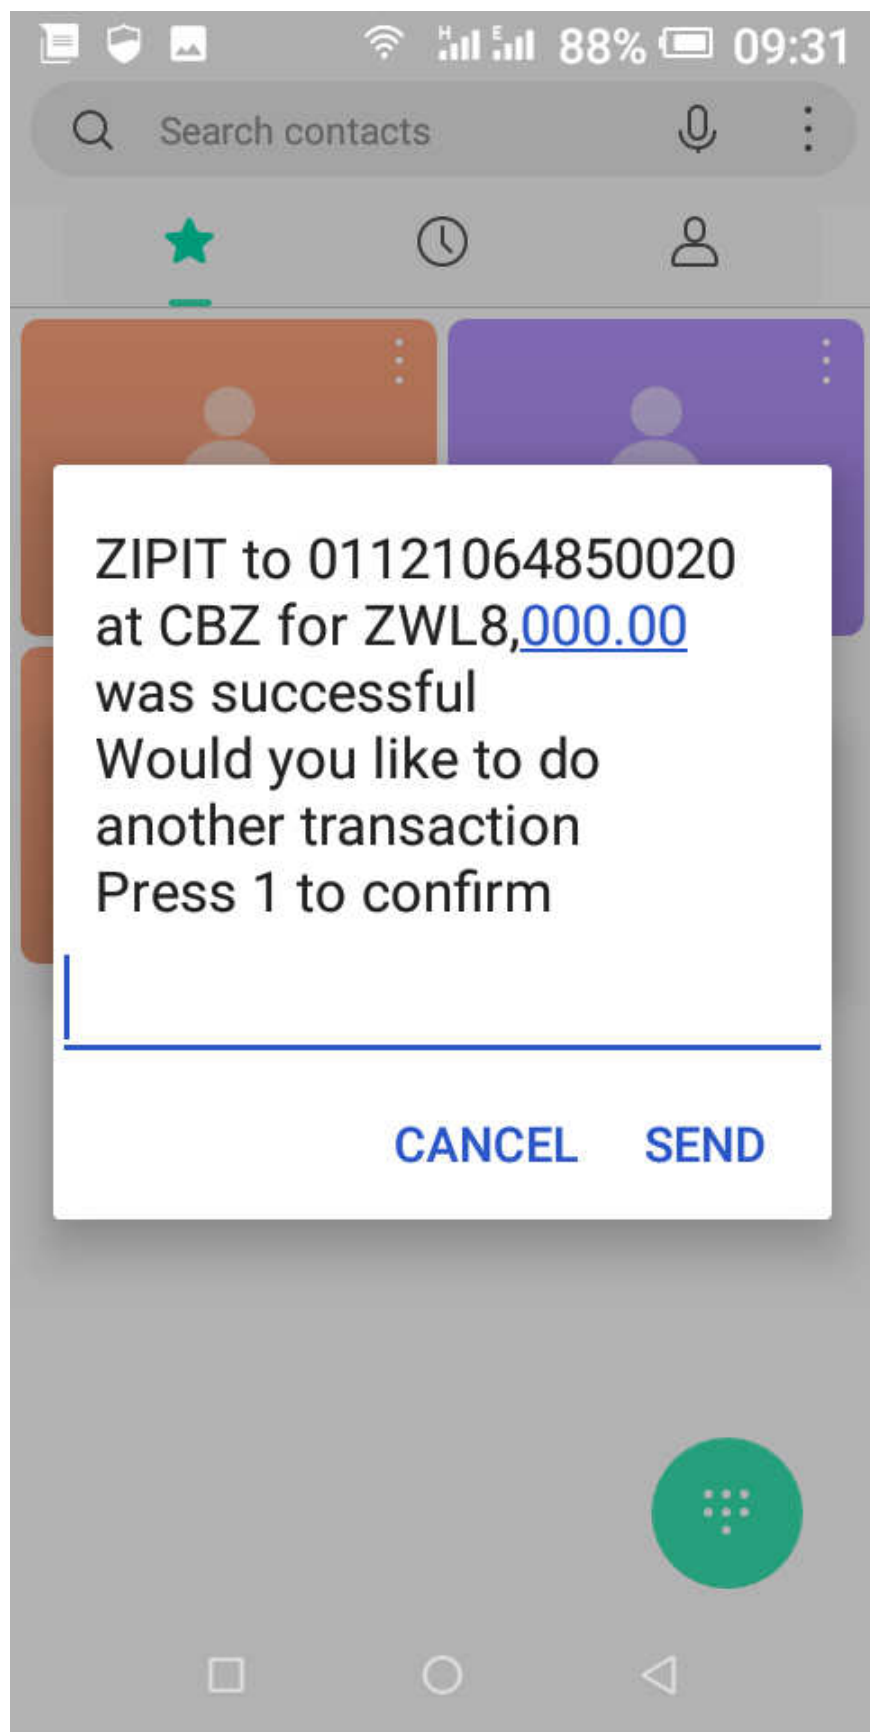 H E 88% 09:31
Search contacts
ZIPIT to 01121064850020
at CBZ for ZWL8,000.00
was successful
Would you like to do
another transaction
Press 1 to confirm
CANCEL SEND